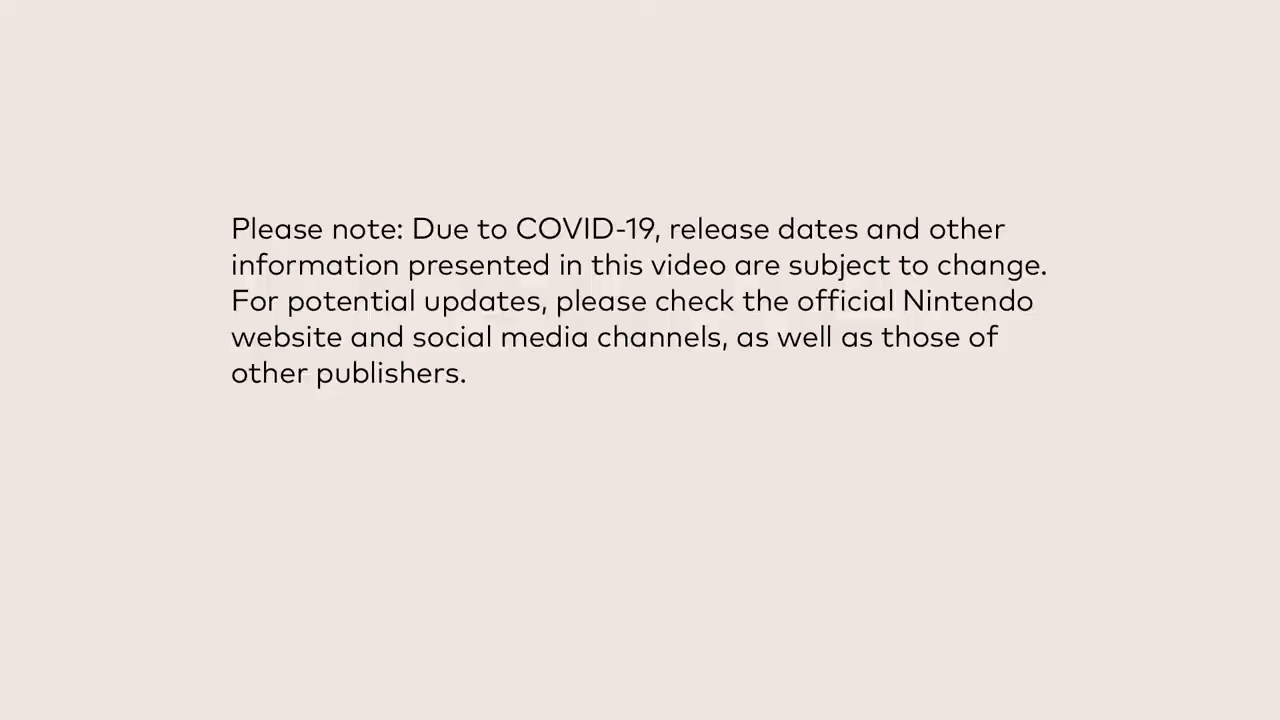 Please note: Due to COVID-19, release dates and other
information presented in this video are subject to change.
For potential updates, please check the official Nintendo
website and social media channels, as well as those of
other publishers.